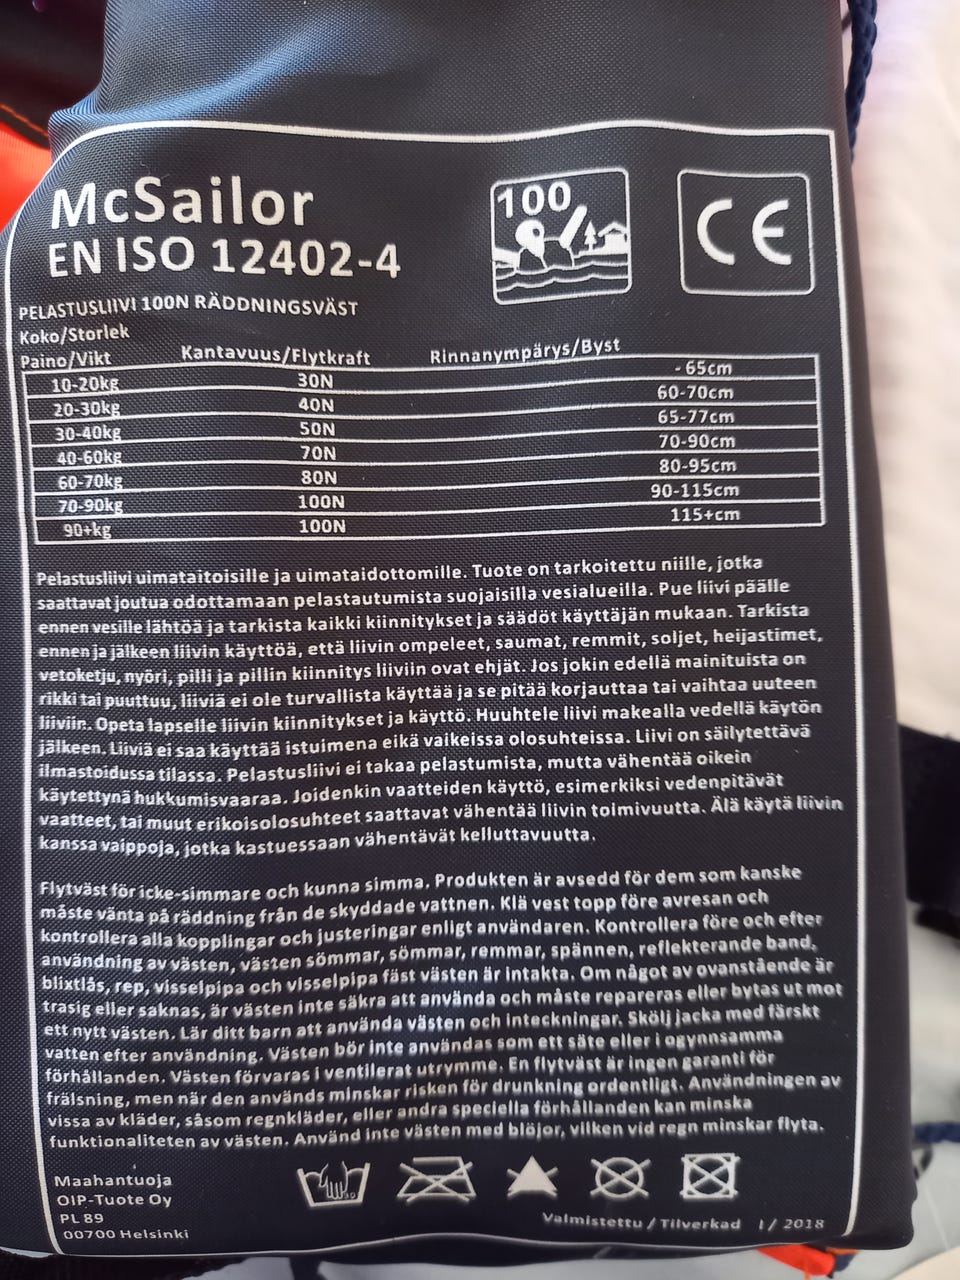 McSailor
EN ISO 12402-4
100
CE
PELASTUSLIIVI 100N RÄDDNINGSVÄST
Koko/Storlek
Paino/Vikt Kantavuus/Flytkraft Rinnanympärys/Byst
10-20kg 30N - 65cm
20-30kg 40N 60-70cm
30-40kg 50N 65-77cm
40-60kg 70N 70-90cm
60-70kg 80N 80-95cm
70-90kg 100N 90-115cm
90+kg 100N 115+cm
Pelastusliivi uimataitoisille ja uimataidottomille. Tuote on tarkoitettu niille, jotka
saattavat joutua odottamaan pelastautumista suojaisilla vesialueilla. Pue liivi päälle
ennen vesille lähtöä ja tarkista kaikki kiinnitykset ja säädöt käyttäjän mukaan. Tarkista
ennen ja jälkeen liivin käyttöä, että liivin ompeleet, saumat, remmit, soljet, heijastimet,
vetoketju, nyöri, pilli ja pillin kiinnitys liiviin ovat ehjät. Jos jokin edellä mainituista on
rikki tai puuttuu, liiviä ei ole turvallista käyttää ja se pitää korjauttaa tai vaihtaa uuteen
liiviin. Opeta lapselle liivin kiinnitykset ja käyttö. Huuhtele liivi makealla vedellä käytön
jälkeen. Liiviä ei saa käyttää istuimena eikä vaikeissa olosuhteissa. Liivi on säilytettävä
ilmastoidussa tilassa. Pelastusliivi ei takaa pelastumista, mutta vähentää oikein
käytettynä hukkumisvaaraa. Joidenkin vaatteiden käyttö, esimerkiksi vedenpitävät
vaatteet, tai muut erikoisolosuhteet saattavat vähentää liivin toimivuutta. Älä käytä liivin
kanssa vaippoja, jotka kastuessaan vähentävät kelluttavuutta.
Flytväst för icke-simmare och kunna simma. Produkten är avsedd för dem som kanske
måste vänta på räddning från de skyddade vattnen. Klä vest topp före avresan och
kontrollera alla kopplingar och justeringar enligt användaren. Kontrollera före och efter
användning av västen, västen sömmar, sömmar, remmar, spännen, reflekterande band,
blixtlås, rep, visselpipa och visselpipa fäst västen är intakta. Om något av ovanstående är
trasig eller saknas, är västen inte säkra att använda och måste repareras eller bytas ut mot
ett nytt västen. Lär ditt barn att använda västen och inteckningar. Skölj jacka med färskt
vatten efter användning. Västen bör inte användas som ett säte eller i ogynnsamma
förhållanden. Västen förvaras i ventilerat utrymme. En flytväst är ingen garanti för
frälsning, men när den används minskar risken för drunkning ordentligt. Användningen av
vissa av kläder, såsom regnkläder, eller andra speciella förhållanden kan minska
funktionaliteten av västen. Använd inte västen med blöjor, vilken vid regn minskar flyta.
Maahantuoja
OIP-Tuote Oy
PL 89
00700 Helsinki
Valmistettu / Tilverkad I / 2018